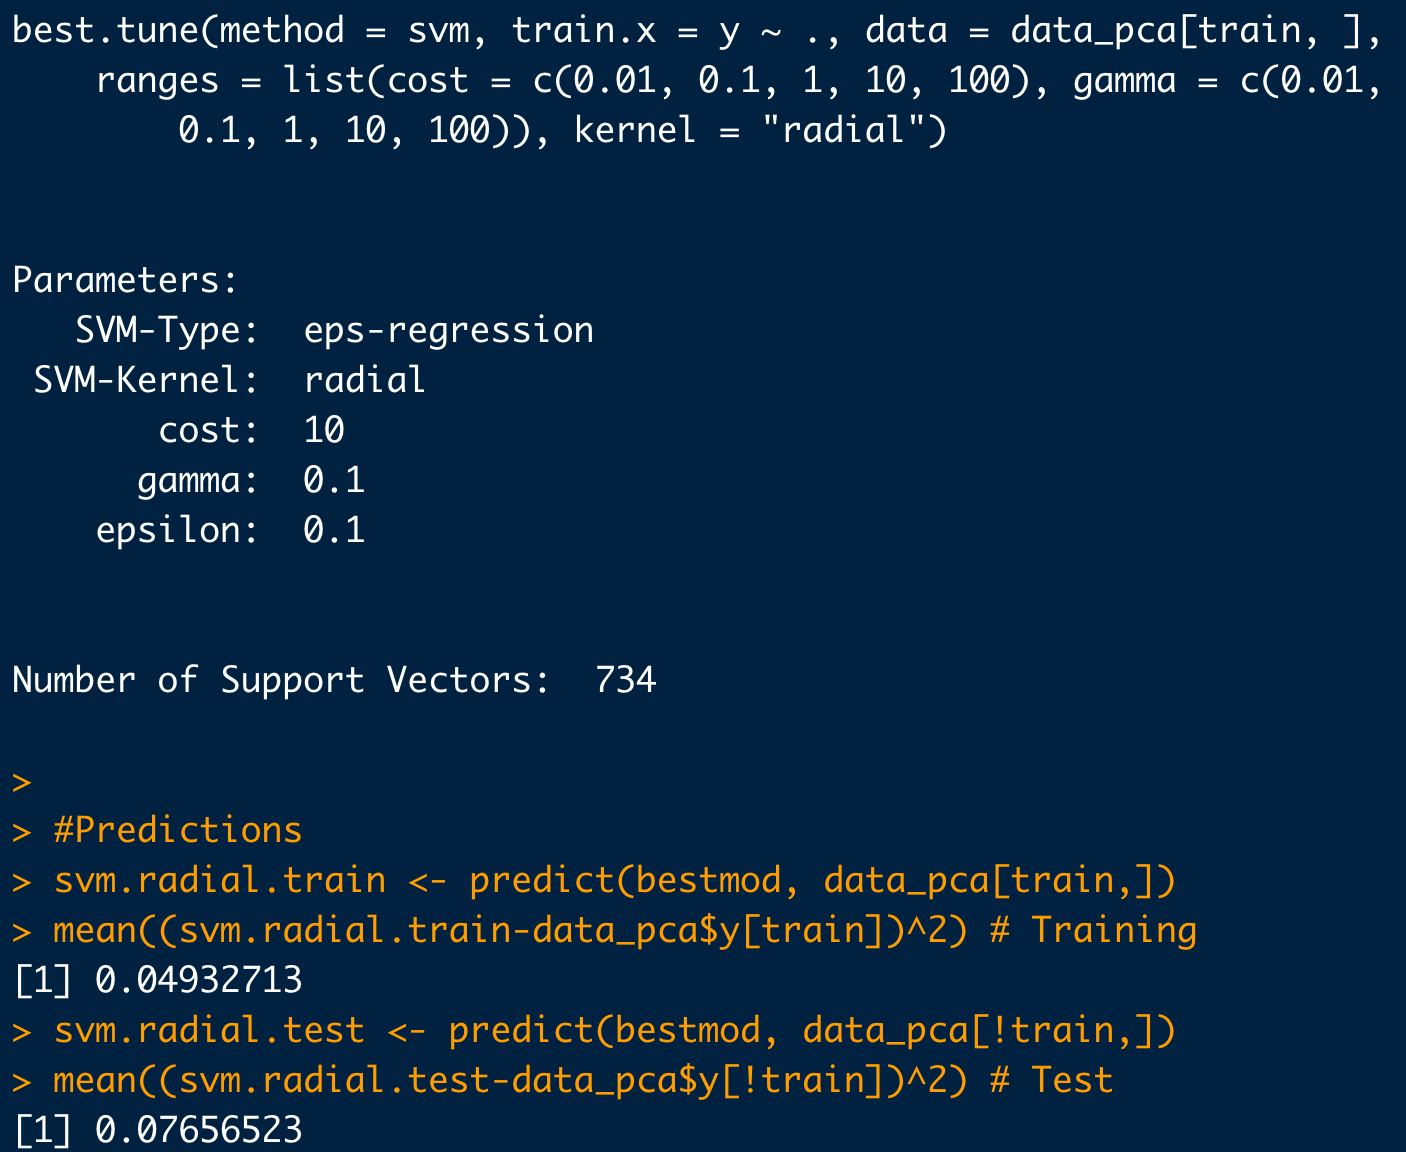 best.tune(method = svm, train.x = y ~ ., data = data_pca[train, ],
    ranges = list(cost = c(0.01, 0.1, 1, 10, 100), gamma = c(0.01,
        0.1, 1, 10, 100)), kernel = "radial")
Parameters:
   SVM-Type:  eps-regression
 SVM-Kernel:  radial
       cost:  10
      gamma:  0.1
    epsilon:  0.1
Number of Support Vectors:  734
>
> #Predictions
> svm.radial.train <- predict(bestmod, data_pca[train,])
> mean((svm.radial.train-data_pca$y[train])^2) # Training
[1] 0.04932713
> svm.radial.test <- predict(bestmod, data_pca[!train,])
> mean((svm.radial.test-data_pca$y[!train])^2) # Test
[1] 0.07656523